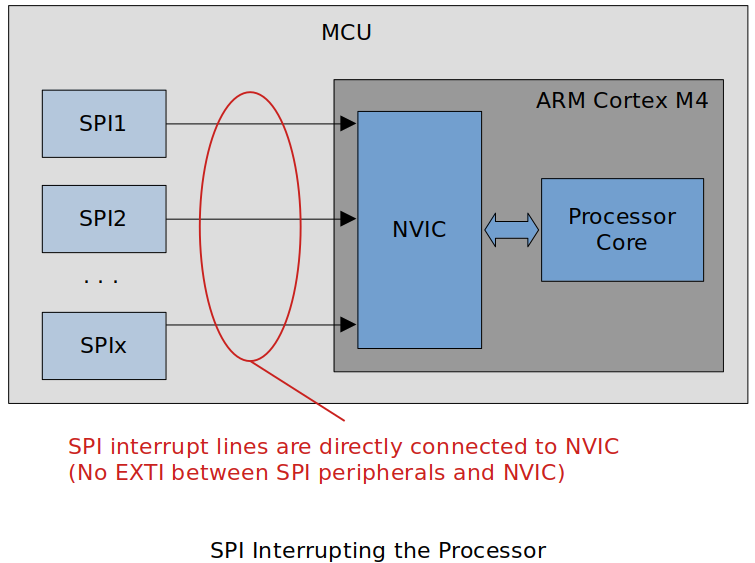 MCU
ARM Cortex M4
SPI1
SPI2
. . .
SPIx
NVIC
Processor
Core
SPI interrupt lines are directly connected to NVIC
(No EXTI between SPI peripherals and NVIC)
SPI Interrupting the Processor